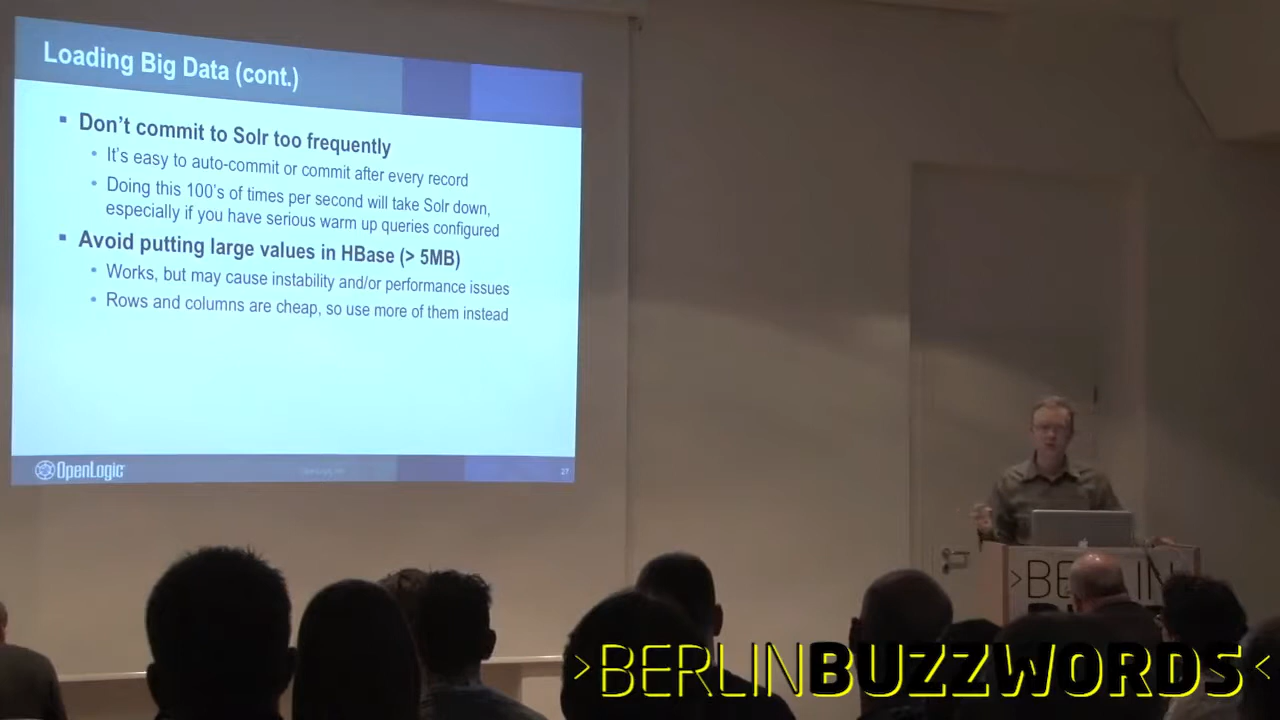 Loading Big Data (cont.)
Don't commit to Solr too frequently
It's easy to auto-commit or commit after every record
Doing this 100's of times per second will take Solr down,
especially if you have serious warm up queries configured
Avoid putting large values in HBase (> 5MB)
Works, but may cause instability and/or performance issues
Rows and columns are cheap, so use more of them instead
OpenLogic
27
>BERLIN
>BERLINBUZZWORDS<